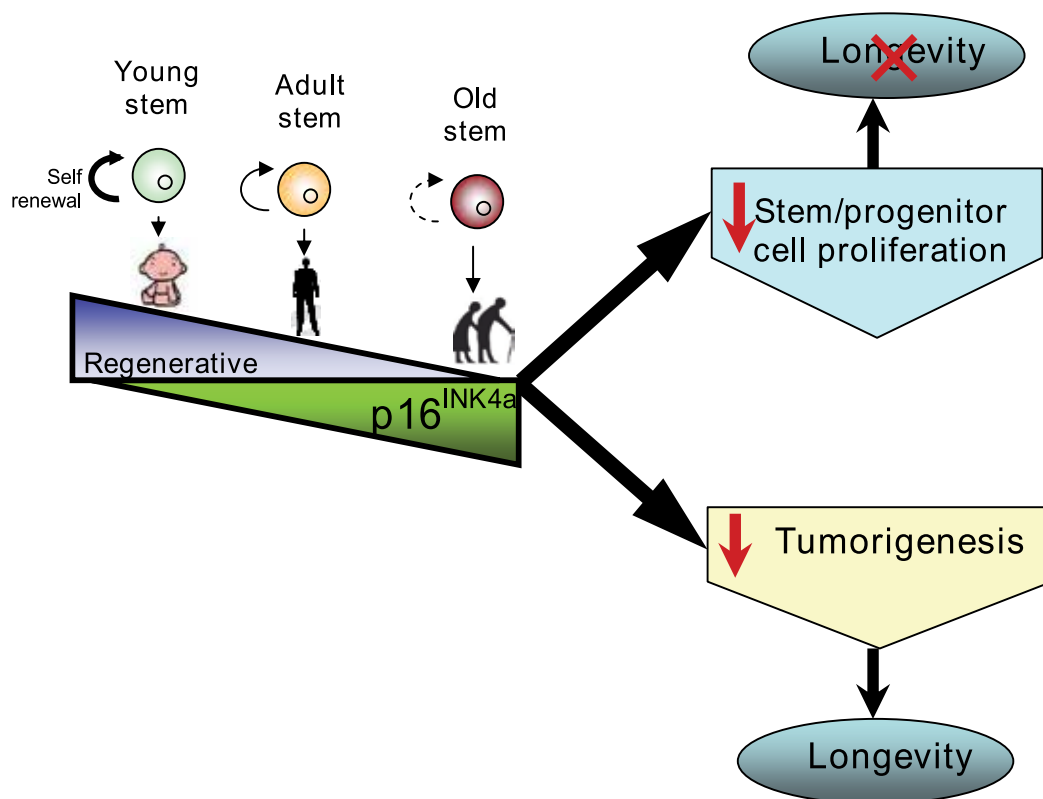 Young
stem
Adult
stem
Old
stem
Self
renewal
Regenerative
p16INK4a
Longevity
Stem/progenitor
cell proliferation
Tumorigenesis
Longevity